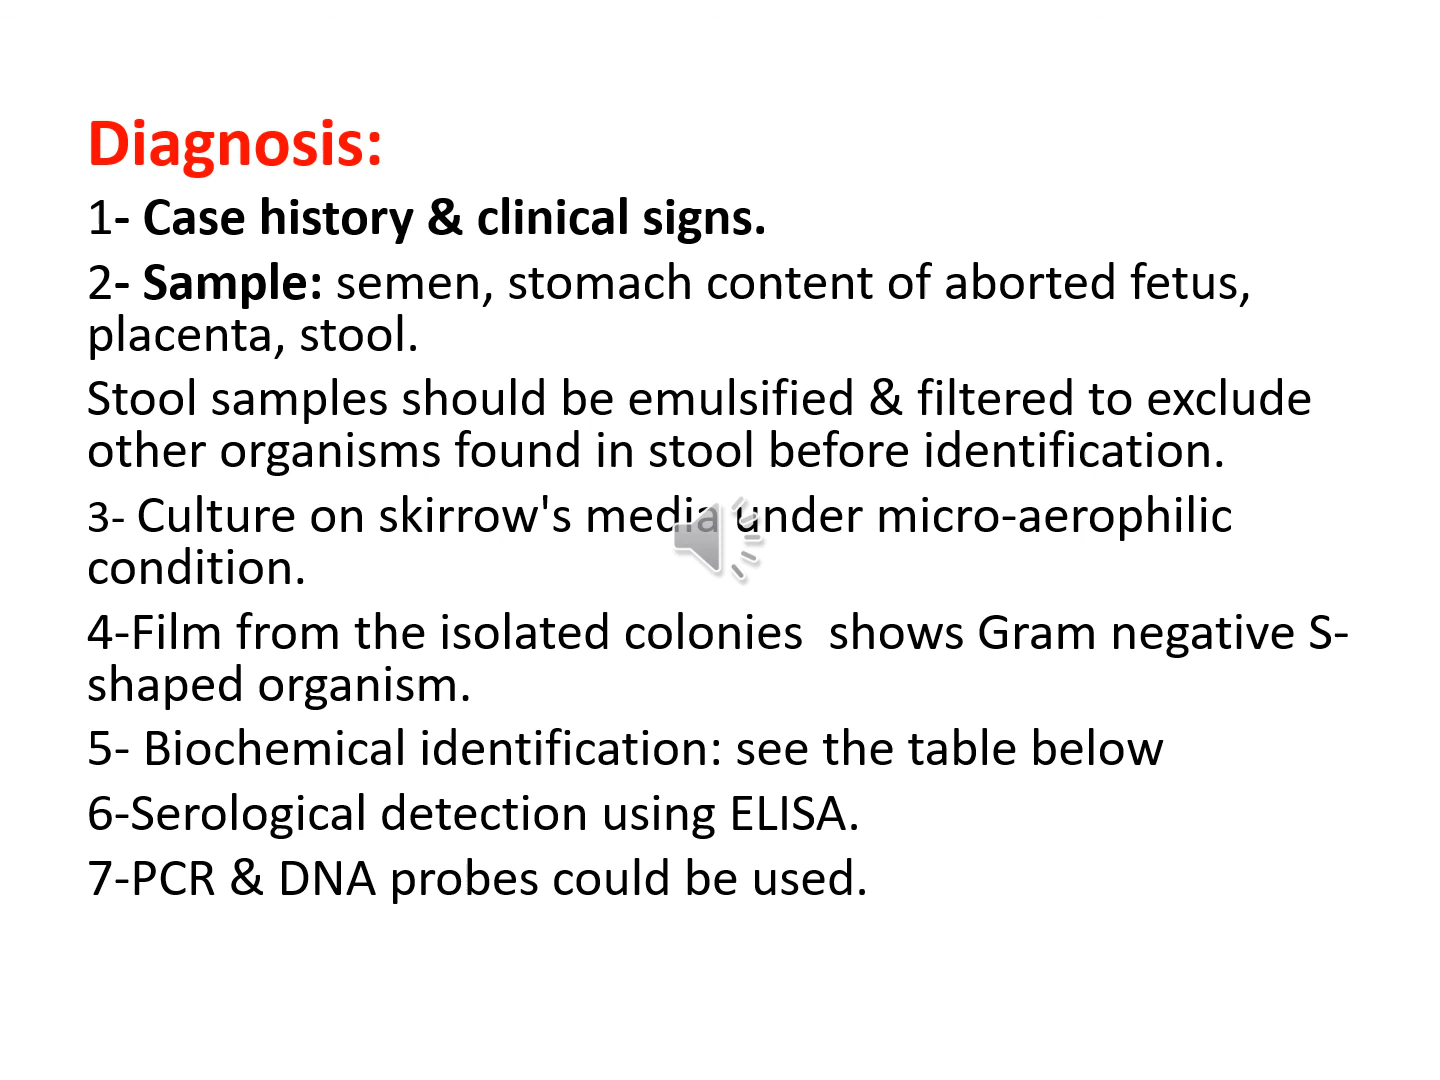 Diagnosis:
1- Case history & clinical signs.
2- Sample: semen, stomach content of aborted fetus,
placenta, stool.
Stool samples should be emulsified & filtered to exclude
other organisms found in stool before identification.
3- Culture on skirrow's media under micro-aerophilic
condition.
4-Film from the isolated colonies  shows Gram negative S-
shaped organism.
5- Biochemical identification: see the table below
6-Serological detection using ELISA.
7-PCR & DNA probes could be used.